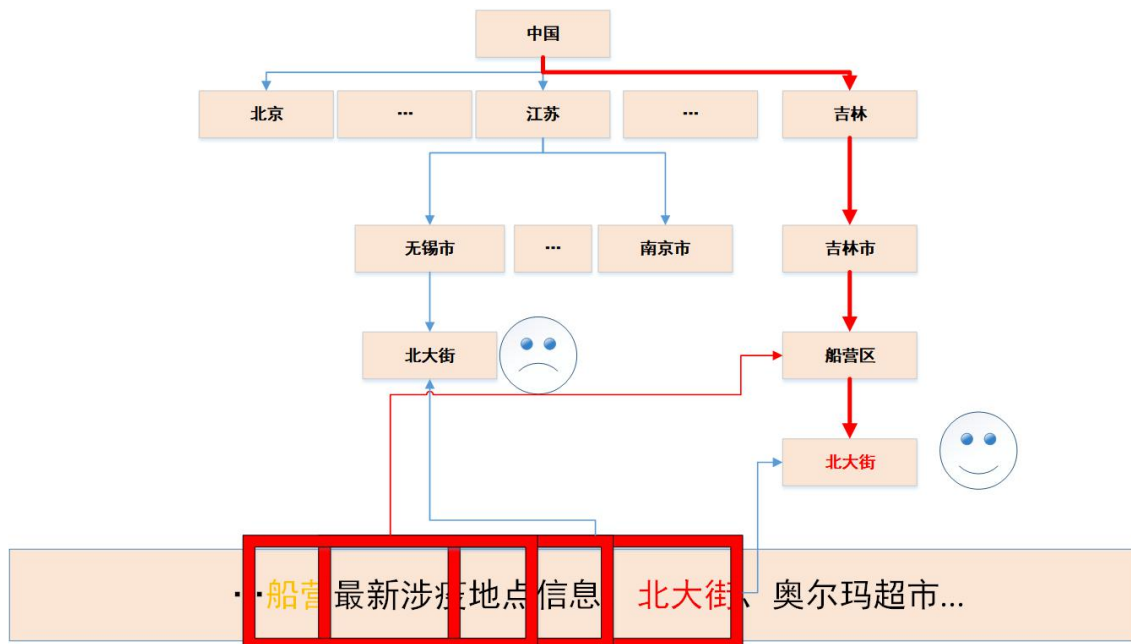 中国
北京 … 江苏 … 吉林
无锡市 … 南京市 吉林市
北大街 船营区
北大街
…船营最新涉疫地点信息 北大街、奥尔玛超市…